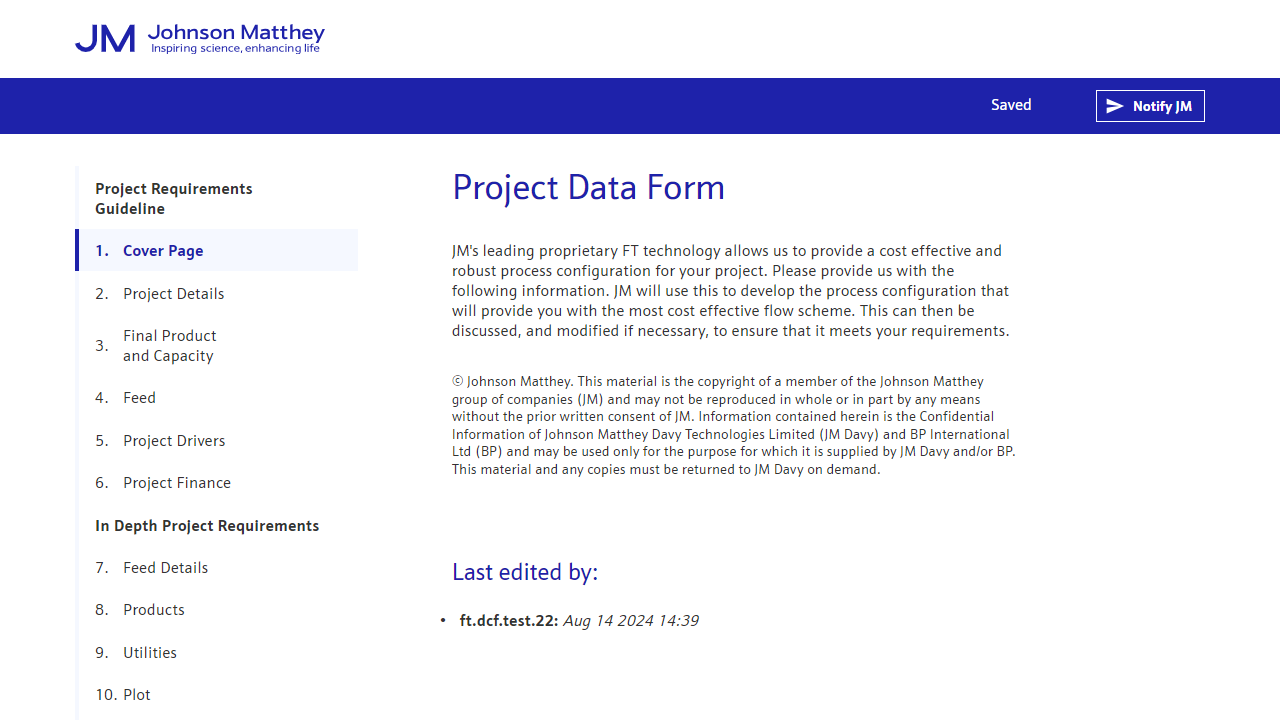 JM Johnson Matthey
Inspiring science, enhancing life
Saved
Notify JM
Project Requirements
Guideline
1. Cover Page
2. Project Details
3. Final Product
and Capacity
4. Feed
5. Project Drivers
6. Project Finance
In Depth Project Requirements
7. Feed Details
8. Products
9. Utilities
10. Plot
Project Data Form
JM's leading proprietary FT technology allows us to provide a cost effective and
robust process configuration for your project. Please provide us with the
following information. JM will use this to develop the process configuration that
will provide you with the most cost effective flow scheme. This can then be
discussed, and modified if necessary, to ensure that it meets your requirements.
© Johnson Matthey. This material is the copyright of a member of the Johnson Matthey
group of companies (JM) and may not be reproduced in whole or in part by any means
without the prior written consent of JM. Information contained herein is the Confidential
Information of Johnson Matthey Davy Technologies Limited (JM Davy) and BP International
Ltd (BP) and may be used only for the purpose for which it is supplied by JM Davy and/or BP.
This material and any copies must be returned to JM Davy on demand.
Last edited by:
• ft.dcf.test.22: Aug 14 2024 14:39